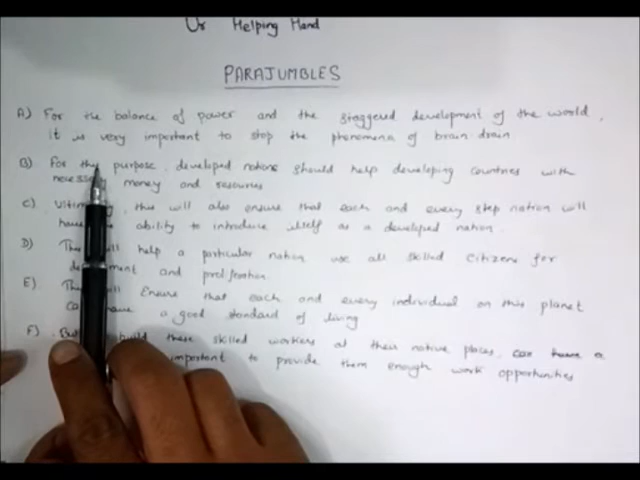 Ur Helping Hand
PARAJUMBLES
A) For the balance of power and the staggered development of the world,
it is very important to stop the phenomena of brain drain
B) For this purpose, developed nations should help developing countries with
money and resources
C) this will also ensure that each and every step nation will
ability to introduce itself as a developed nation.
D) help a particular nation use all skilled citizens for
and proliferation
E) Ensure that each and every individual on this planet
a good standard of living
F) these skilled workers at their native places,
important to provide them enough work opportunities